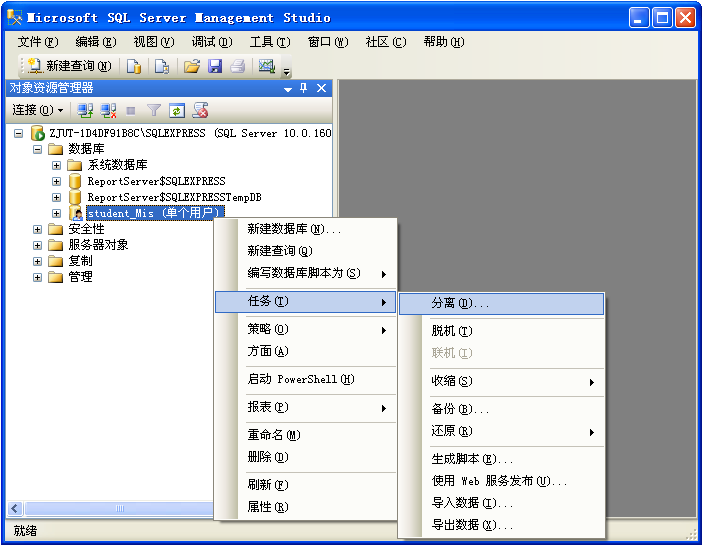 Microsoft SQL Server Management Studio
文件(F) 编辑(E) 视图(V) 调试(D) 工具(T) 窗口(W) 社区(C) 帮助(H)
新建查询(N)
对象资源管理器
连接(O)
ZJUT-1D4DF91B8C\SQLEXPRESS (SQL Server 10.0.160
数据库
系统数据库
ReportServer$SQLEXPRESS
ReportServer$SQLEXPRESSTempDB
student_Mis (单个用户)
安全性
服务器对象
复制
管理
新建数据库(N)...
新建查询(Q)
编写数据库脚本为(S)
任务(T)
策略(O)
方面(A)
启动 PowerShell(H)
报表(P)
重命名(M)
删除(D)
刷新(F)
属性(R)
分离(D)...
脱机(T)
联机(I)
收缩(S)
备份(B)...
还原(R)
生成脚本(E)...
使用 Web 服务发布(U)...
导入数据(I)...
导出数据(X)...
就绪